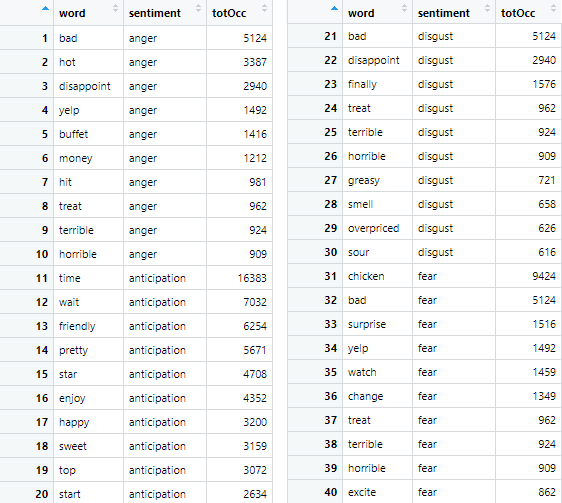 word sentiment totOcc
1 bad anger 5124
2 hot anger 3387
3 disappoint anger 2940
4 yelp anger 1492
5 buffet anger 1416
6 money anger 1212
7 hit anger 981
8 treat anger 962
9 terrible anger 924
10 horrible anger 909
11 time anticipation 16383
12 wait anticipation 7032
13 friendly anticipation 6254
14 pretty anticipation 5671
15 star anticipation 4708
16 enjoy anticipation 4352
17 happy anticipation 3200
18 sweet anticipation 3159
19 top anticipation 3072
20 start anticipation 2634
word sentiment totOcc
21 bad disgust 5124
22 disappoint disgust 2940
23 finally disgust 1576
24 treat disgust 962
25 terrible disgust 924
26 horrible disgust 909
27 greasy disgust 721
28 smell disgust 658
29 overpriced disgust 626
30 sour disgust 616
31 chicken fear 9424
32 bad fear 5124
33 surprise fear 1516
34 yelp fear 1492
35 watch fear 1459
36 change fear 1349
37 treat fear 962
38 terrible fear 924
39 horrible fear 909
40 excite fear 862